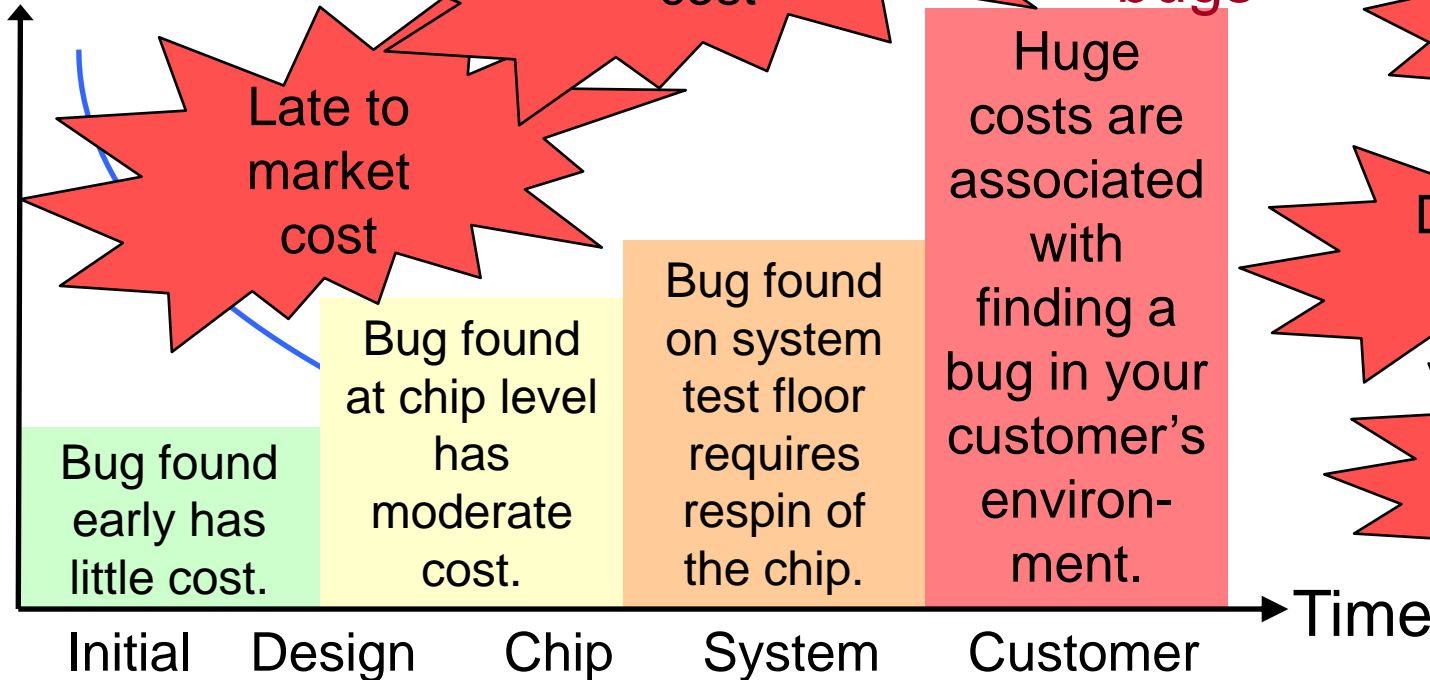 cost
bugs
Late to
market
cost
Huge
costs are
associated
with
finding a
bug in your
customer’s
environ-
ment.
Bug found
on system
test floor
requires
respin of
the chip.
Bug found
at chip level
has
moderate
cost.
Bug found
early has
little cost.
Time
Initial Design Chip System Customer